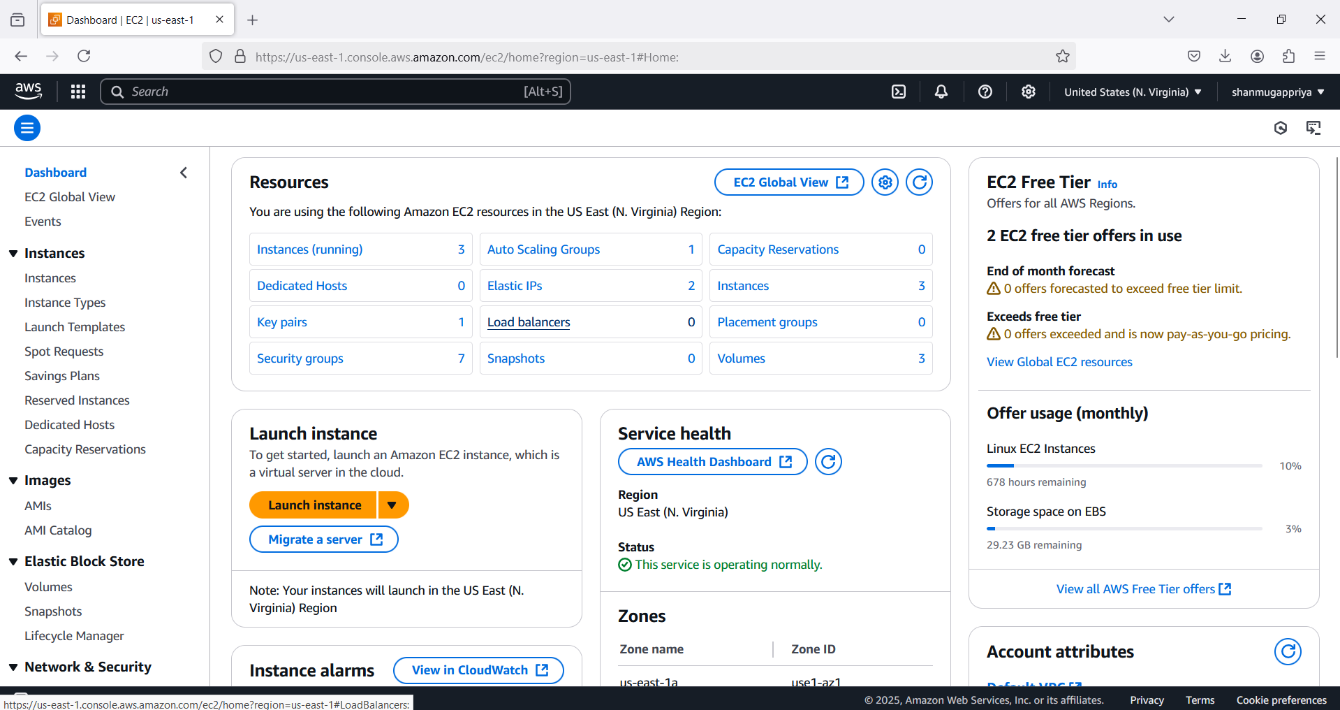 Dashboard | EC2 | us-east-1
https://us-east-1.console.aws.amazon.com/ec2/home?region=us-east-1#Home:
aws
Search
[Alt+S]
United States (N. Virginia)
shanmugappriya
Dashboard
EC2 Global View
Events
Instances
Instances
Instance Types
Launch Templates
Spot Requests
Savings Plans
Reserved Instances
Dedicated Hosts
Capacity Reservations
Images
AMIs
AMI Catalog
Elastic Block Store
Volumes
Snapshots
Lifecycle Manager
Network & Security
Resources
EC2 Global View
You are using the following Amazon EC2 resources in the US East (N. Virginia) Region:
Instances (running) 3
Auto Scaling Groups 1
Capacity Reservations 0
Dedicated Hosts 0
Elastic IPs 2
Instances 3
Key pairs 1
Load balancers 0
Placement groups 0
Security groups 7
Snapshots 0
Volumes 3
Launch instance
To get started, launch an Amazon EC2 instance, which is
a virtual server in the cloud.
Launch instance
Migrate a server
Note: Your instances will launch in the US East (N.
Virginia) Region
Instance alarms
View in CloudWatch
Service health
AWS Health Dashboard
Region
US East (N. Virginia)
Status
This service is operating normally.
Zones
Zone name
Zone ID
us-east-1a
use1-az1
EC2 Free Tier Info
Offers for all AWS Regions.
2 EC2 free tier offers in use
End of month forecast
0 offers forecasted to exceed free tier limit.
Exceeds free tier
0 offers exceeded and is now pay-as-you-go pricing.
View Global EC2 resources
Offer usage (monthly)
Linux EC2 Instances
10%
678 hours remaining
Storage space on EBS
3%
29.23 GB remaining
View all AWS Free Tier offers
Account attributes
Default VPC
https://us-east-1.console.aws.amazon.com/ec2/home?region=us-east-1#LoadBalancers:
© 2025, Amazon Web Services, Inc. or its affiliates.
Privacy
Terms
Cookie preferences